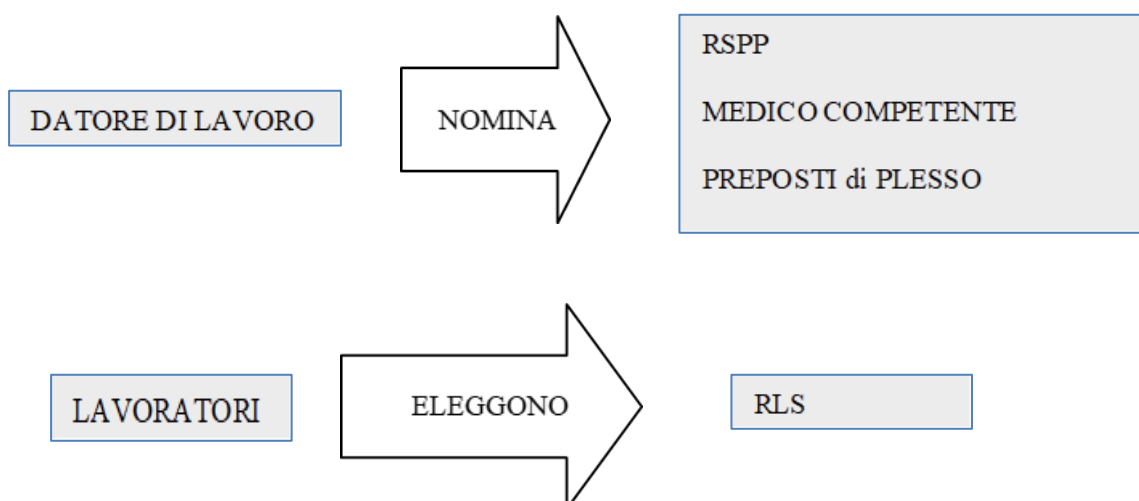 DATORE DI LAVORO
NOMINA
RSPP
MEDICO COMPETENTE
PREPOSTI di PLESSO
LAVORATORI
ELEGGONO
RLS